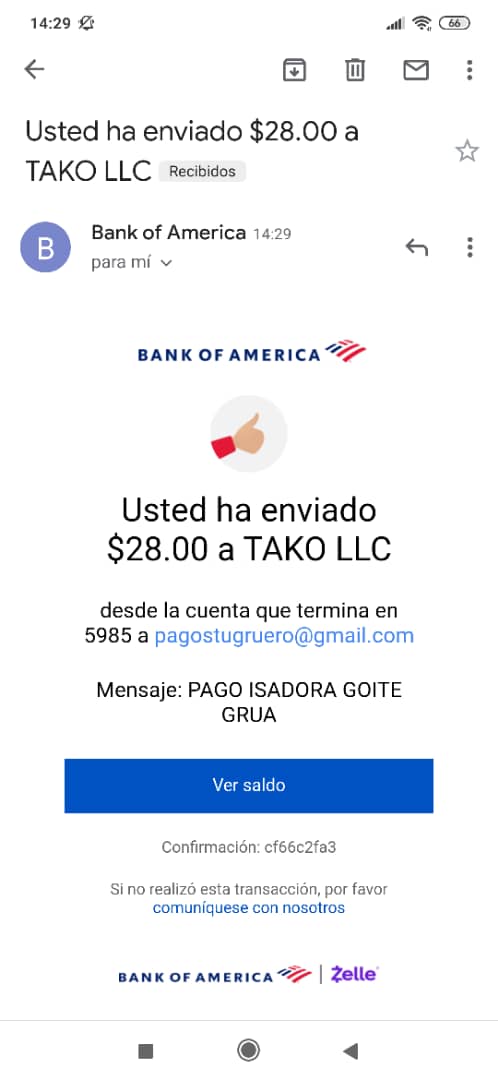 14:29
66
Usted ha enviado $28.00 a
TAKO LLC Recibidos
B
Bank of America 14:29
para mí
BANK OF AMERICA
Usted ha enviado
$28.00 a TAKO LLC
desde la cuenta que termina en
5985 a pagostugruero@gmail.com
Mensaje: PAGO ISADORA GOITE
GRUA
Ver saldo
Confirmación: cf66c2fa3
Si no realizó esta transacción, por favor
comuníquese con nosotros
BANK OF AMERICA | Zelle